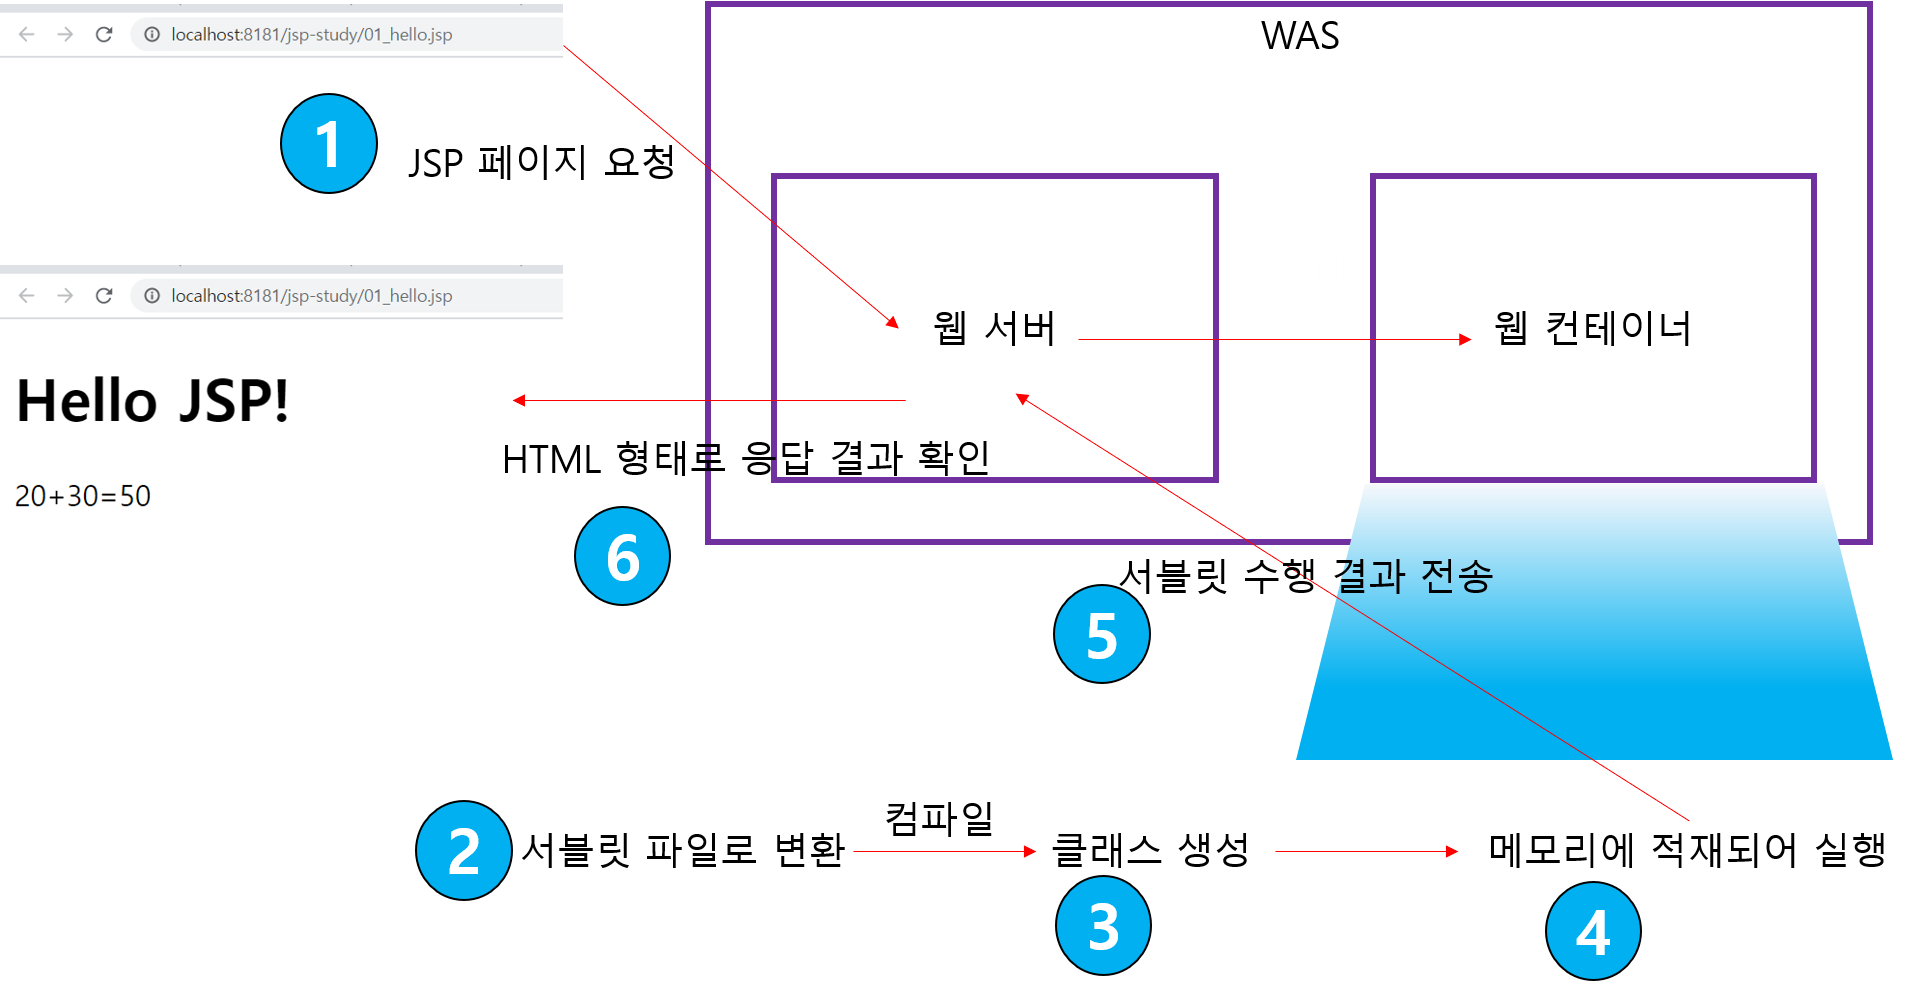 localhost:8181/jsp-study/01_hello.jsp
WAS
1
JSP 페이지 요청
localhost:8181/jsp-study/01_hello.jsp
웹 서버
웹 컨테이너
Hello JSP!
HTML 형태로 응답 결과 확인
20+30=50
6
서블릿 수행 결과 전송
5
컴파일
2
서블릿 파일로 변환
클래스 생성
메모리에 적재되어 실행
3
4